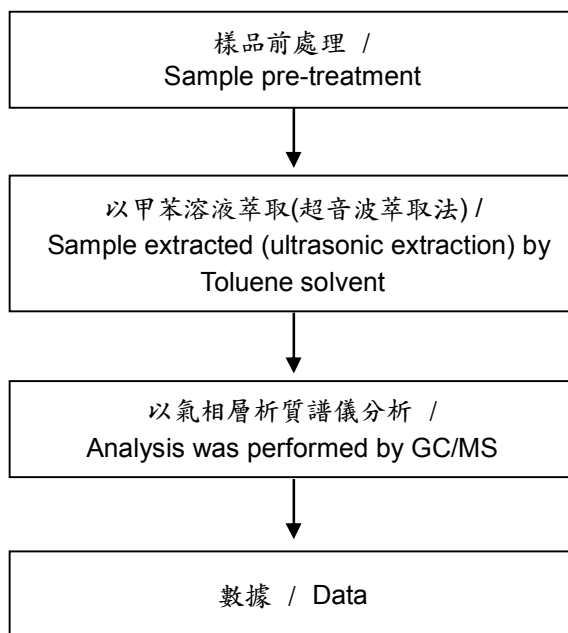 樣品前處理 /
Sample pre-treatment
以甲苯溶液萃取(超音波萃取法) /
Sample extracted (ultrasonic extraction) by
Toluene solvent
以氣相層析質譜儀分析 /
Analysis was performed by GC/MS
數據 / Data